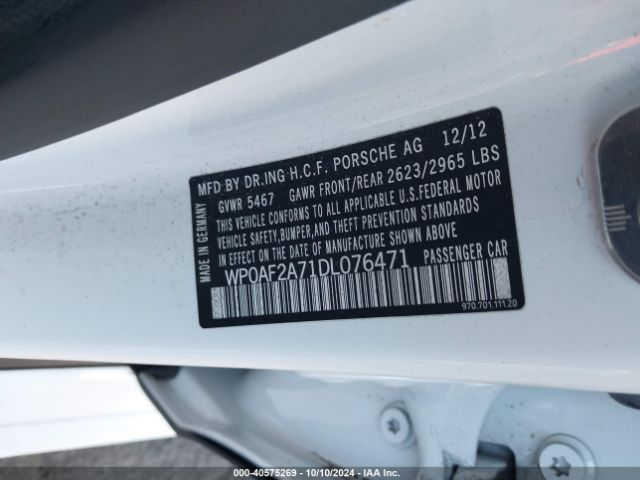 MFD BY DR.ING H.C.F. PORSCHE AG 12/12
GVWR 5467 GAWR FRONT/REAR 2623/2965 LBS
THIS VEHICLE CONFORMS TO ALL APPLICABLE U.S.FEDERAL MOTOR
VEHICLE SAFETY,BUMPER,AND THEFT PREVENTION STANDARDS
IN EFFECT ON THE DATE OF MANUFACTURE SHOWN ABOVE
WP0AF2A71DL076471 PASSENGER CAR
MADE IN GERMANY
970.701.111.20
000-40575269 | 10/10/2024 | IAA Inc.